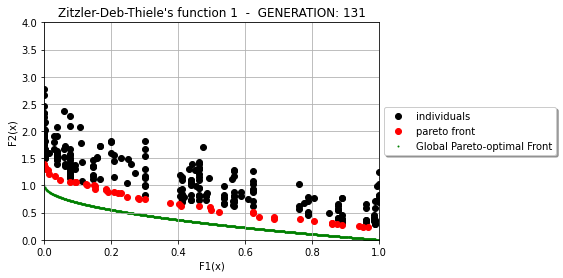 Zitzler-Deb-Thiele's function 1 - GENERATION: 131
4.0
3.5
3.0
2.5
2.0
1.5
1.0
0.5
0.0
F2(x)
0.0 0.2 0.4 0.6 0.8 1.0
F1(x)
individuals
pareto front
Global Pareto-optimal Front